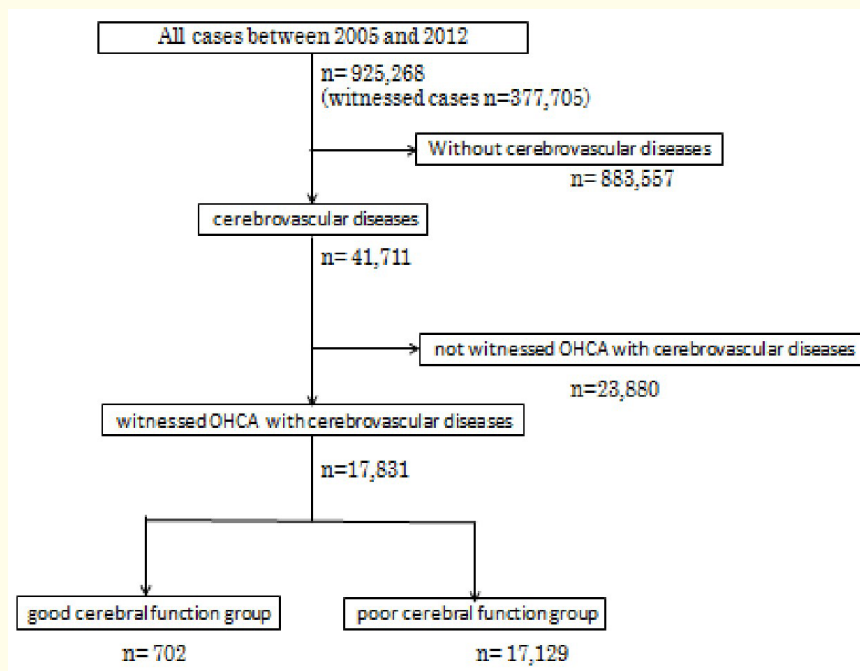 All cases between 2005 and 2012
n= 925,268
(witnessed cases n=377,705)
Without cerebrovascular diseases
n= 883,557
cerebrovascular diseases
n= 41,711
not witnessed OHCA with cerebrovascular diseases
n=23,880
witnessed OHCA with cerebrovascular diseases
n=17,831
good cerebral function group
poor cerebral function group
n= 702
n= 17,129